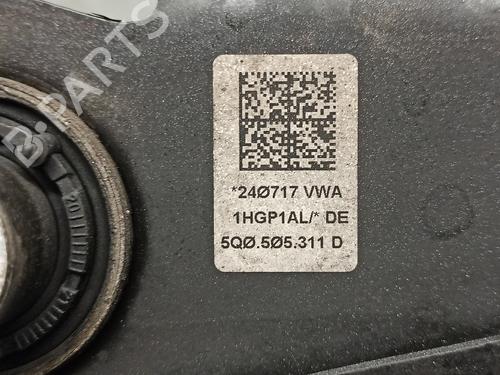 *24Ø717 VWA
1HGP1AL/* DE
5QØ.5Ø5.311 D
B-PARTS